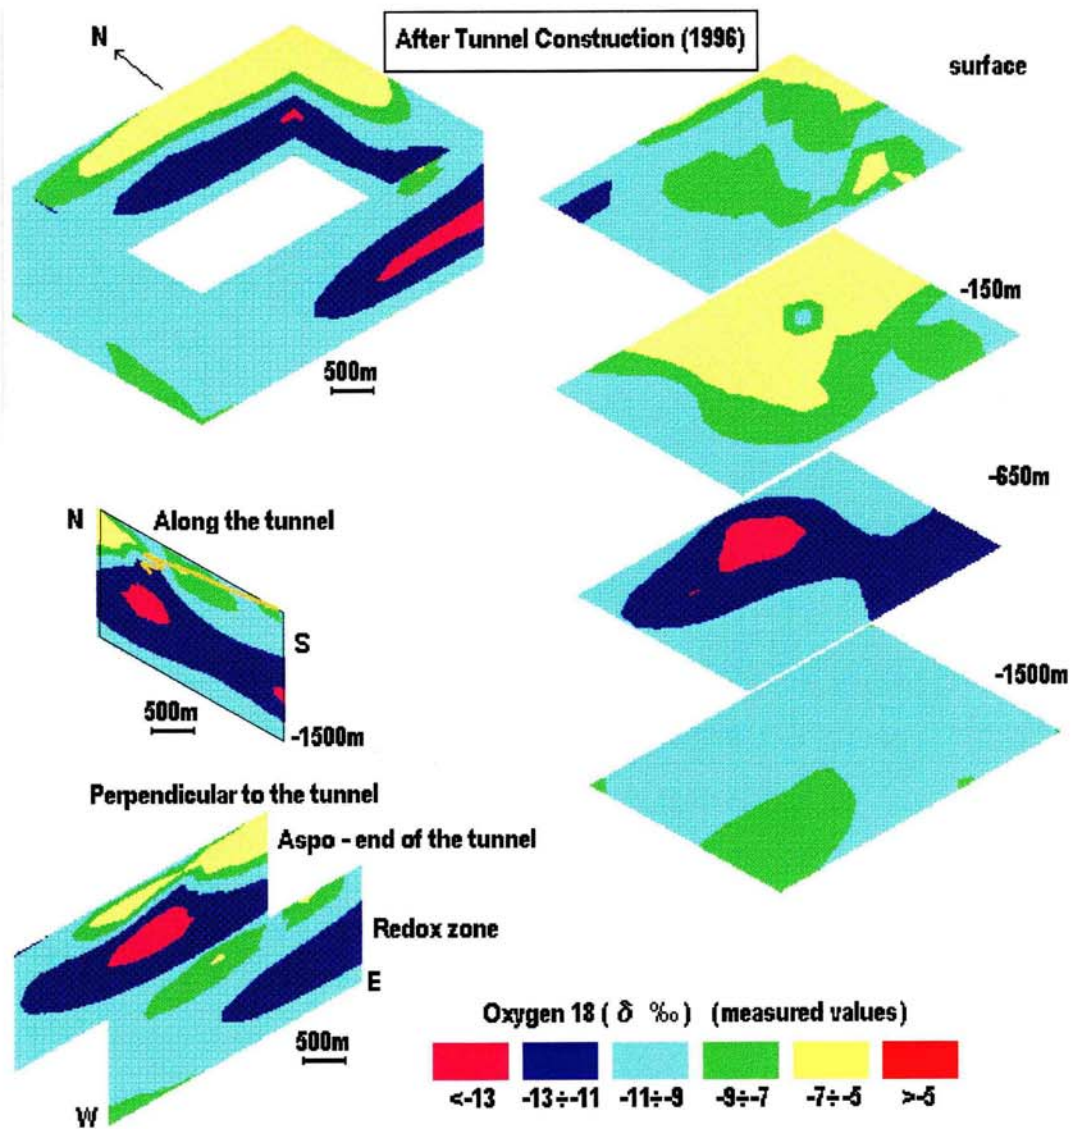 After Tunnel Construction (1996)
N
surface
-150m
500m
-650m
N
Along the tunnel
S
500m
-1500m
-1500m
Perpendicular to the tunnel
Aspo - end of the tunnel
Redox zone
E
500m
W
Oxygen 18 ( δ ‰) (measured values)
<-13 -13÷-11 -11÷-9 -9÷-7 -7÷-5 >-5